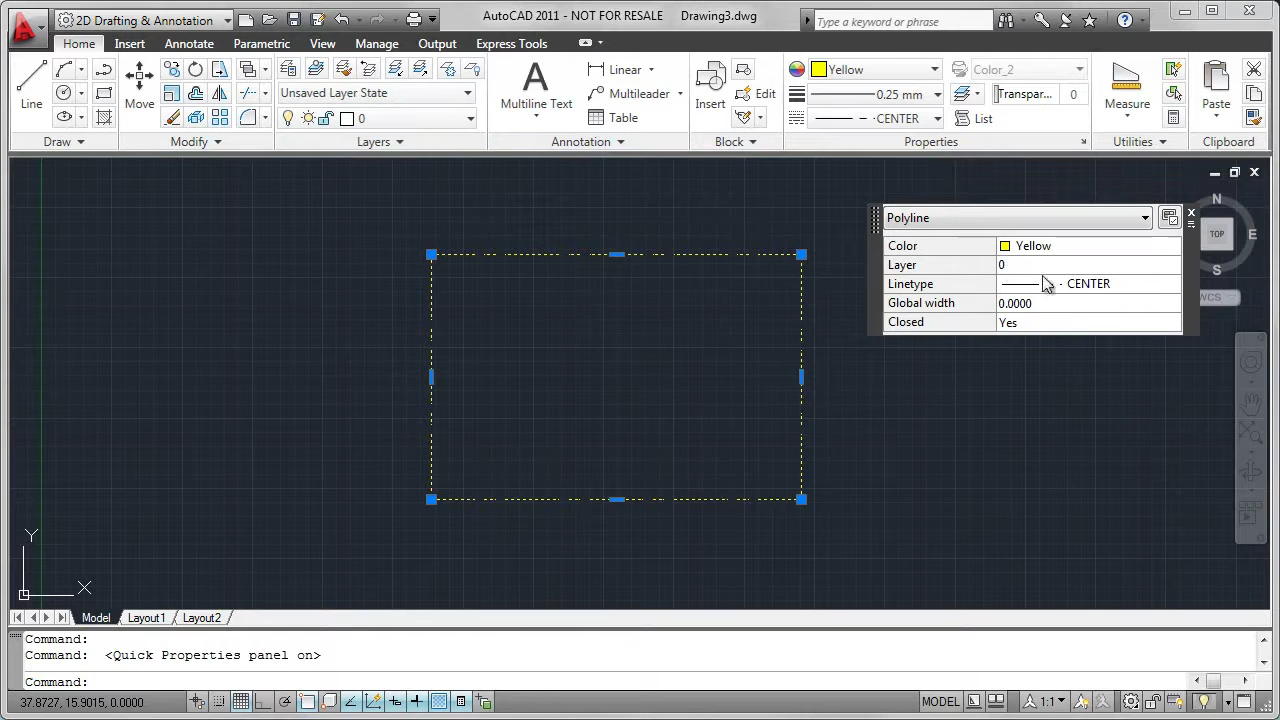 2D Drafting & Annotation
AutoCAD 2011 - NOT FOR RESALE Drawing3.dwg
Type a keyword or phrase
Home Insert Annotate Parametric View Manage Output Express Tools
Line
Move
Unsaved Layer State
0
Multiline Text
Linear
Multileader
Table
Insert
Edit
Yellow
Color_2
0.25 mm
Transpar... 0
CENTER
List
Measure
Paste
Draw Modify Layers Annotation Block Properties Utilities Clipboard
Polyline
Color Yellow
Layer 0
Linetype CENTER
Global width 0.0000
Closed Yes
N
TOP
E
S
WCS
Y
X
Model Layout1 Layout2
Command:
Command: <Quick Properties panel on>
Command:
37.8727, 15.9015, 0.0000
MODEL
1:1